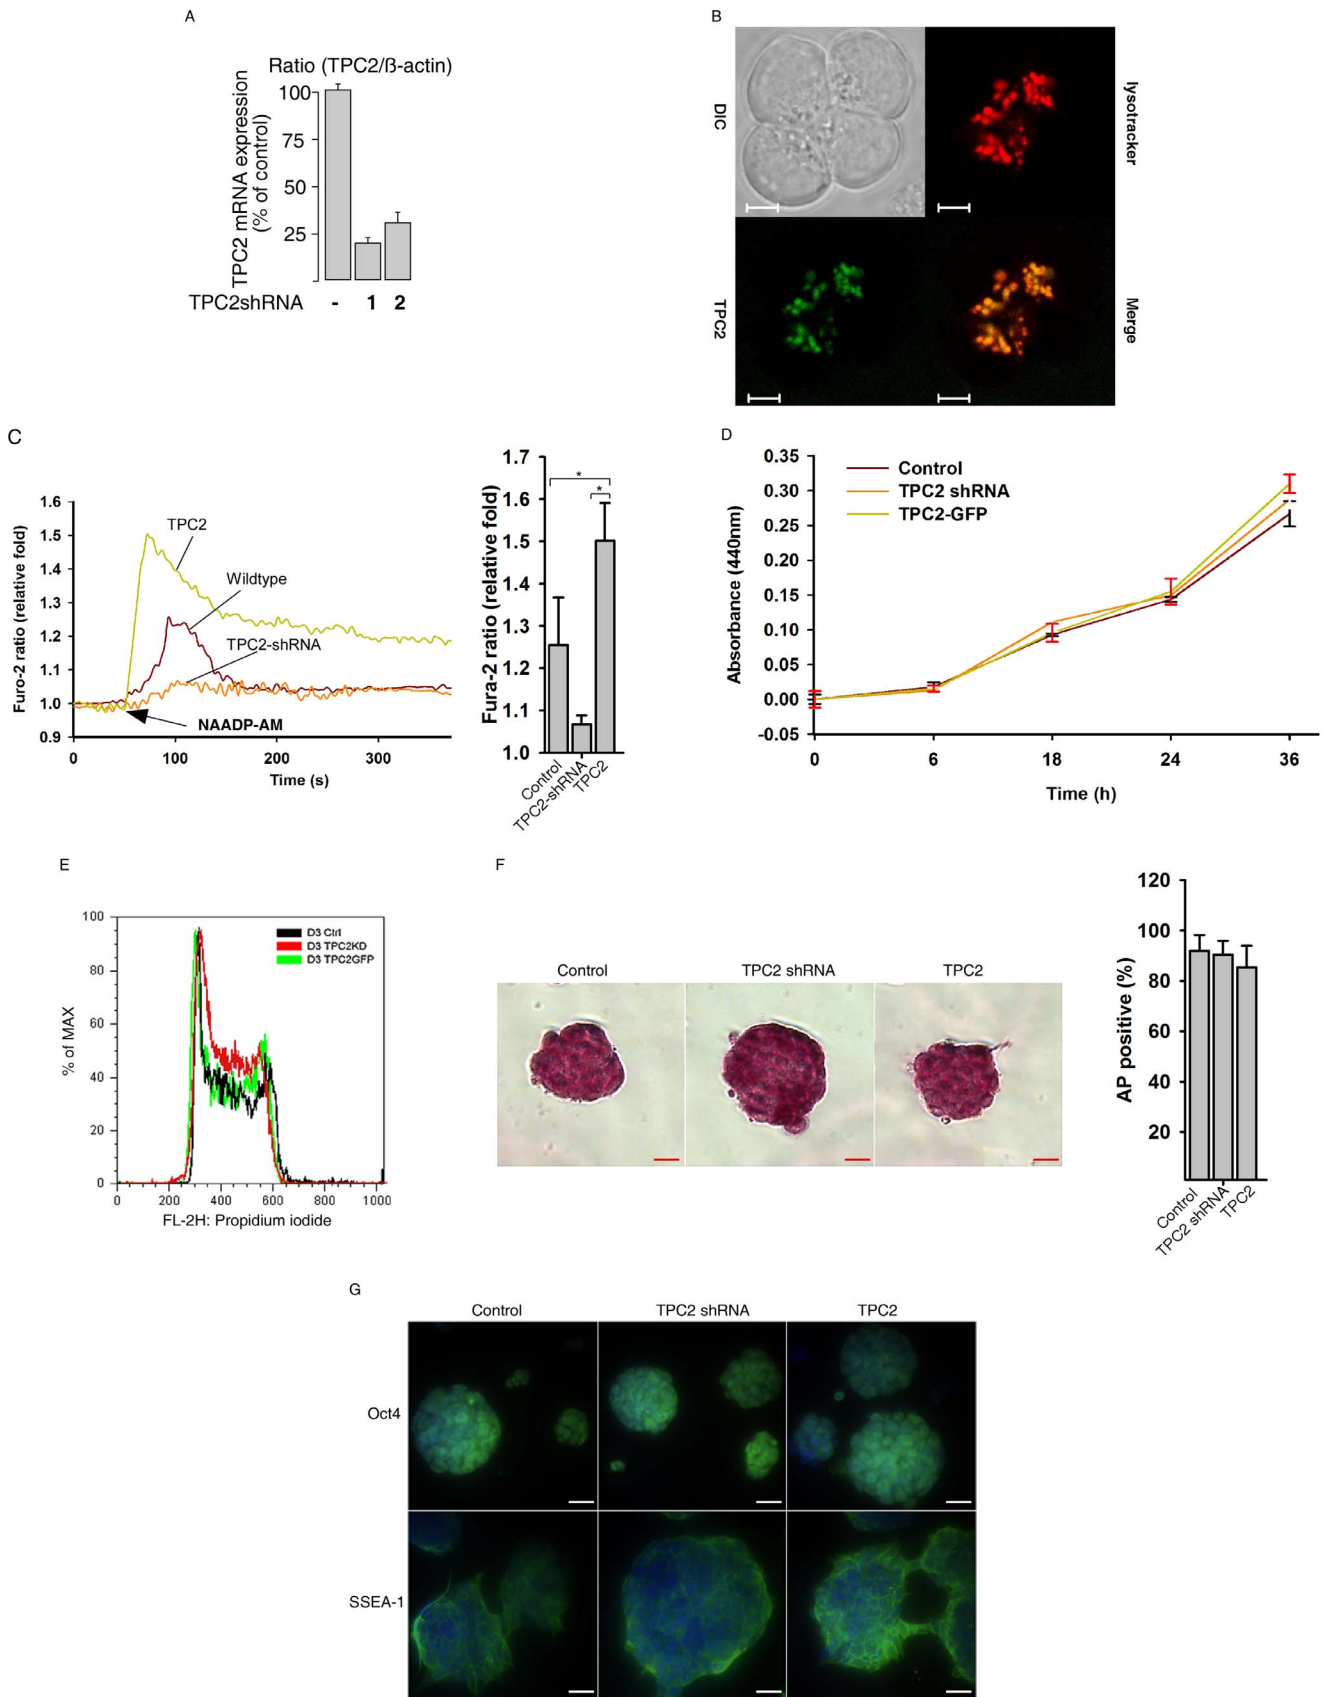 A
Ratio (TPC2/ß-actin)
TPC2 mRNA expression
(% of control)
100
75
50
25
TPC2shRNA - 1 2
B
DIC
lysotracker
TPC2
Merge
C
Furo-2 ratio (relative fold)
1.6
1.5
1.4
1.3
1.2
1.1
1.0
0.9
TPC2
Wildtype
TPC2-shRNA
NAADP-AM
0 100 200 300
Time (s)
Fura-2 ratio (relative fold)
1.7
1.6
1.5
1.4
1.3
1.2
1.1
1.0
*
*
Control
TPC2-shRNA
TPC2
D
Absorbance (440nm)
0.35
0.30
0.25
0.20
0.15
0.10
0.05
0.00
-0.05
Control
TPC2 shRNA
TPC2-GFP
0 6 18 24 36
Time (h)
E
% of MAX
100
80
60
40
20
0
D3 Ctrl
D3 TPC2KD
D3 TPC2GFP
0 200 400 600 800 1000
FL-2H: Propidium iodide
F
Control TPC2 shRNA TPC2
AP positive (%)
120
100
80
60
40
20
Control
TPC2 shRNA
TPC2
G
Control TPC2 shRNA TPC2
Oct4
SSEA-1